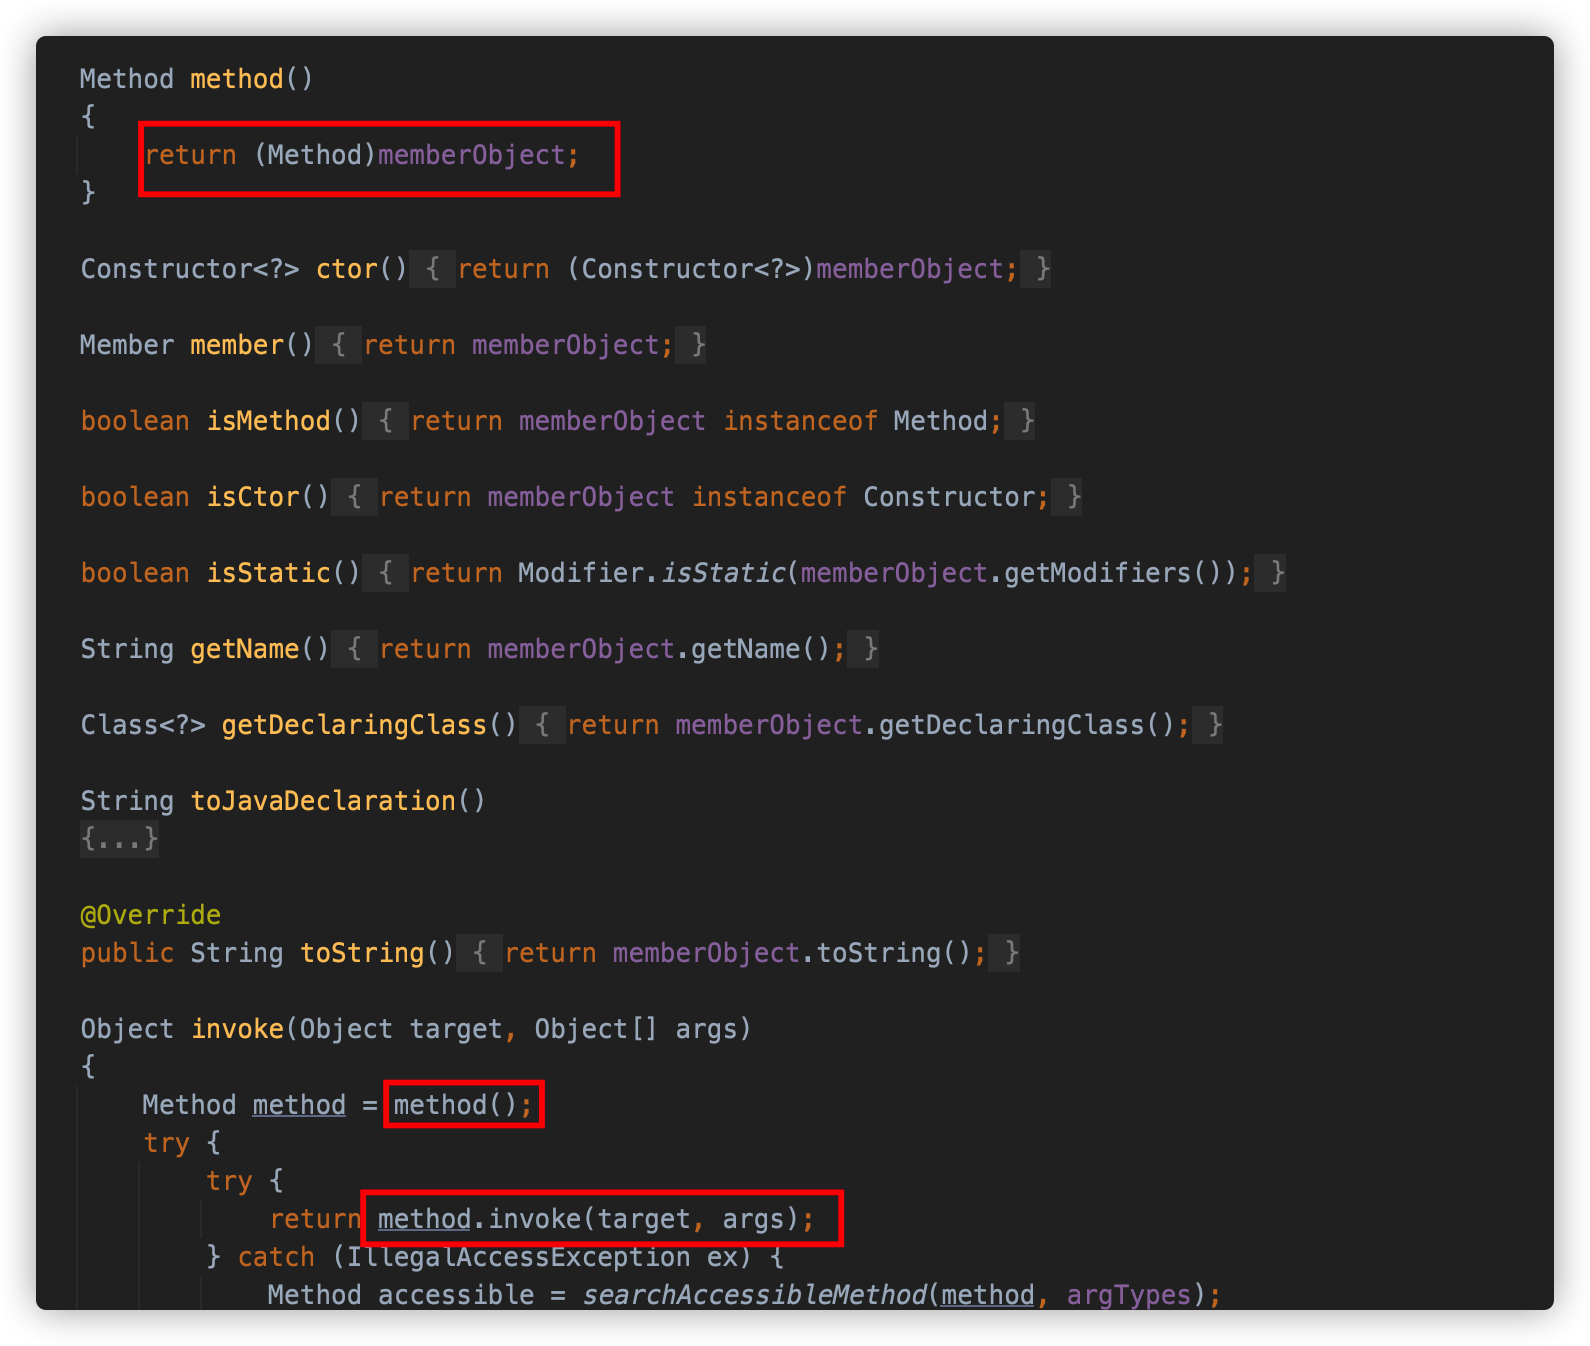 Method method()
{
    return (Method)memberObject;
}
Constructor<?> ctor() { return (Constructor<?>)memberObject; }
Member member() { return memberObject; }
boolean isMethod() { return memberObject instanceof Method; }
boolean isCtor() { return memberObject instanceof Constructor; }
boolean isStatic() { return Modifier.isStatic(memberObject.getModifiers()); }
String getName() { return memberObject.getName(); }
Class<?> getDeclaringClass() { return memberObject.getDeclaringClass(); }
String toJavaDeclaration()
{...}
@Override
public String toString() { return memberObject.toString(); }
Object invoke(Object target, Object[] args)
{
    Method method = method();
    try {
        try {
            return method.invoke(target, args);
        } catch (IllegalAccessException ex) {
            Method accessible = searchAccessibleMethod(method, argTypes);